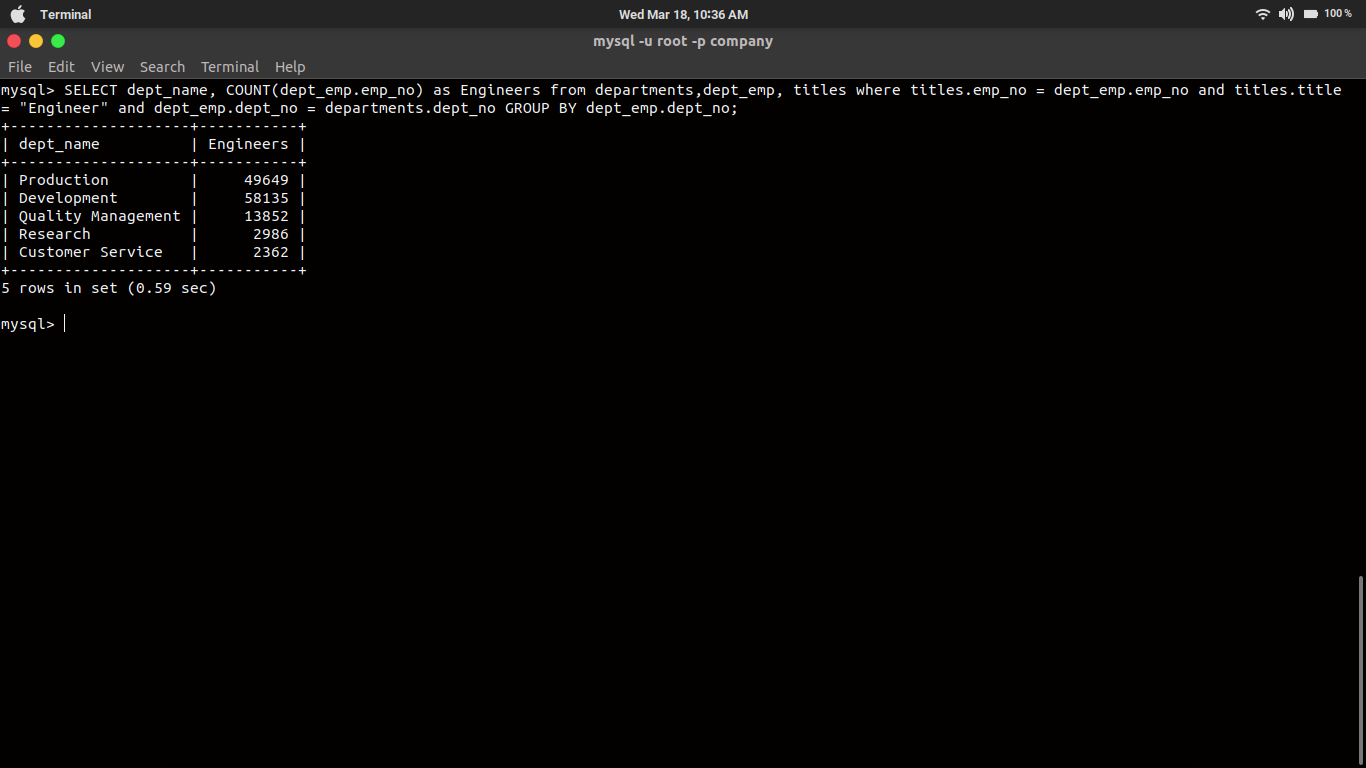 Terminal
Wed Mar 18, 10:36 AM
100 %
mysql -u root -p company
File Edit View Search Terminal Help
mysql> SELECT dept_name, COUNT(dept_emp.emp_no) as Engineers from departments,dept_emp, titles where titles.emp_no = dept_emp.emp_no and titles.title
= "Engineer" and dept_emp.dept_no = departments.dept_no GROUP BY dept_emp.dept_no;
+--------------------+-----------+
| dept_name          | Engineers |
+--------------------+-----------+
| Production         |     49649 |
| Development        |     58135 |
| Quality Management |     13852 |
| Research           |      2986 |
| Customer Service   |      2362 |
+--------------------+-----------+
5 rows in set (0.59 sec)
mysql>